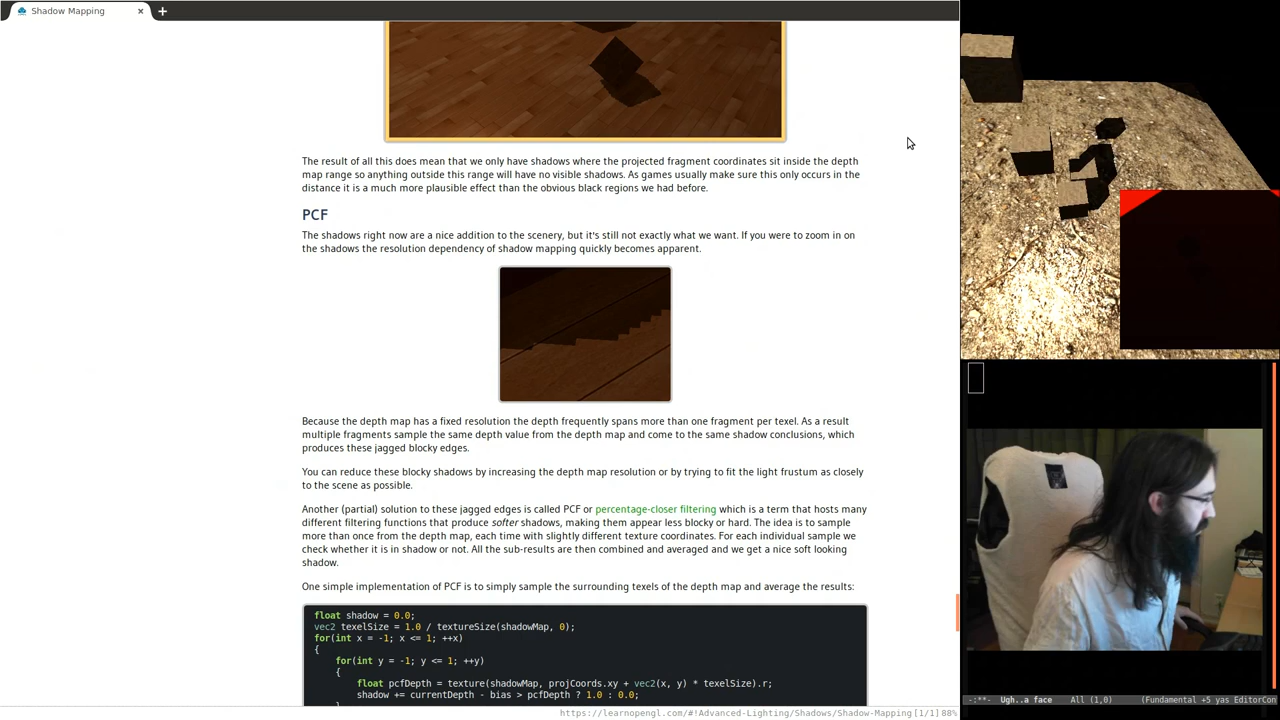 Shadow Mapping
The result of all this does mean that we only have shadows where the projected fragment coordinates sit inside the depth
map range so anything outside this range will have no visible shadows. As games usually make sure this only occurs in the
distance it is a much more plausible effect than the obvious black regions we had before.
PCF
The shadows right now are a nice addition to the scenery, but it's still not exactly what we want. If you were to zoom in on
the shadows the resolution dependency of shadow mapping quickly becomes apparent.
Because the depth map has a fixed resolution the depth frequently spans more than one fragment per texel. As a result
multiple fragments sample the same depth value from the depth map and come to the same shadow conclusions, which
produces these jagged blocky edges.
You can reduce these blocky shadows by increasing the depth map resolution or by trying to fit the light frustum as closely
to the scene as possible.
Another (partial) solution to these jagged edges is called PCF or percentage-closer filtering which is a term that hosts many
different filtering functions that produce softer shadows, making them appear less blocky or hard. The idea is to sample
more than once from the depth map, each time with slightly different texture coordinates. For each individual sample we
check whether it is in shadow or not. All the sub-results are then combined and averaged and we get a nice soft looking
shadow.
One simple implementation of PCF is to simply sample the surrounding texels of the depth map and average the results:
float shadow = 0.0;
vec2 texelSize = 1.0 / textureSize(shadowMap, 0);
for(int x = -1; x <= 1; ++x)
{
for(int y = -1; y <= 1; ++y)
{
float pcfDepth = texture(shadowMap, projCoords.xy + vec2(x, y) * texelSize).r;
shadow += currentDepth - bias > pcfDepth ? 1.0 : 0.0;
}
https://learnopengl.com/#!Advanced-Lighting/Shadows/Shadow-Mapping [1/1] 88%
-:**- Ugh..a face All (1,0) (Fundamental +5 yas EditorCon